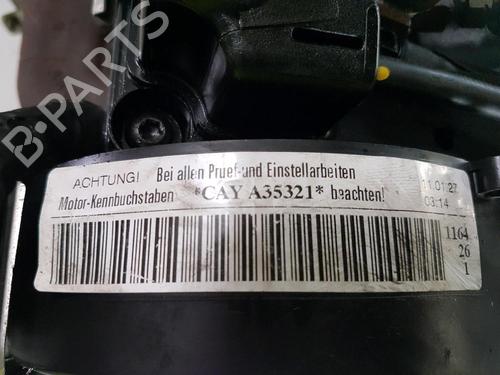 B-PARTS
ACHTUNG! Bei allen Pruef-und Einstellarbeiten
Motor-Kennbuchstaben *CAY A35321* beachten!
11.01.27
03:14
1164
26
1